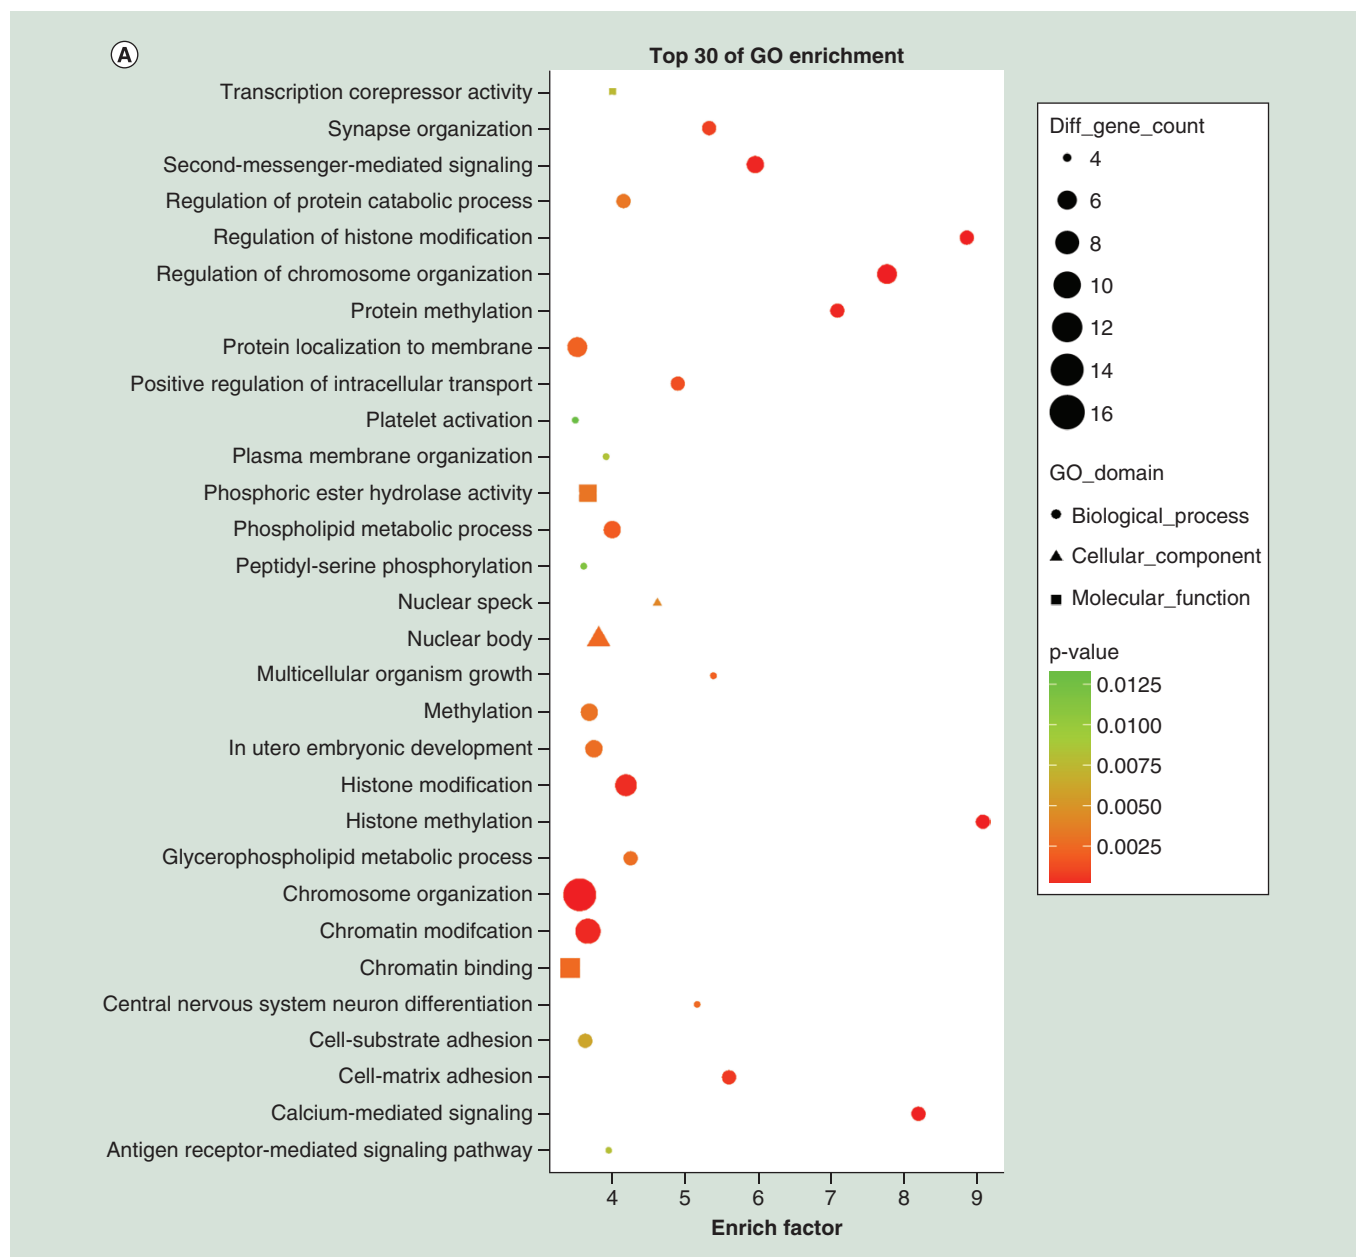 A
Top 30 of GO enrichment
Transcription corepressor activity
Synapse organization
Second-messenger-mediated signaling
Regulation of protein catabolic process
Regulation of histone modification
Regulation of chromosome organization
Protein methylation
Protein localization to membrane
Positive regulation of intracellular transport
Platelet activation
Plasma membrane organization
Phosphoric ester hydrolase activity
Phospholipid metabolic process
Peptidyl-serine phosphorylation
Nuclear speck
Nuclear body
Multicellular organism growth
Methylation
In utero embryonic development
Histone modification
Histone methylation
Glycerophospholipid metabolic process
Chromosome organization
Chromatin modifcation
Chromatin binding
Central nervous system neuron differentiation
Cell-substrate adhesion
Cell-matrix adhesion
Calcium-mediated signaling
Antigen receptor-mediated signaling pathway
4 5 6 7 8 9
Enrich factor
Diff_gene_count
4
6
8
10
12
14
16
GO_domain
Biological_process
Cellular_component
Molecular_function
p-value
0.0125
0.0100
0.0075
0.0050
0.0025